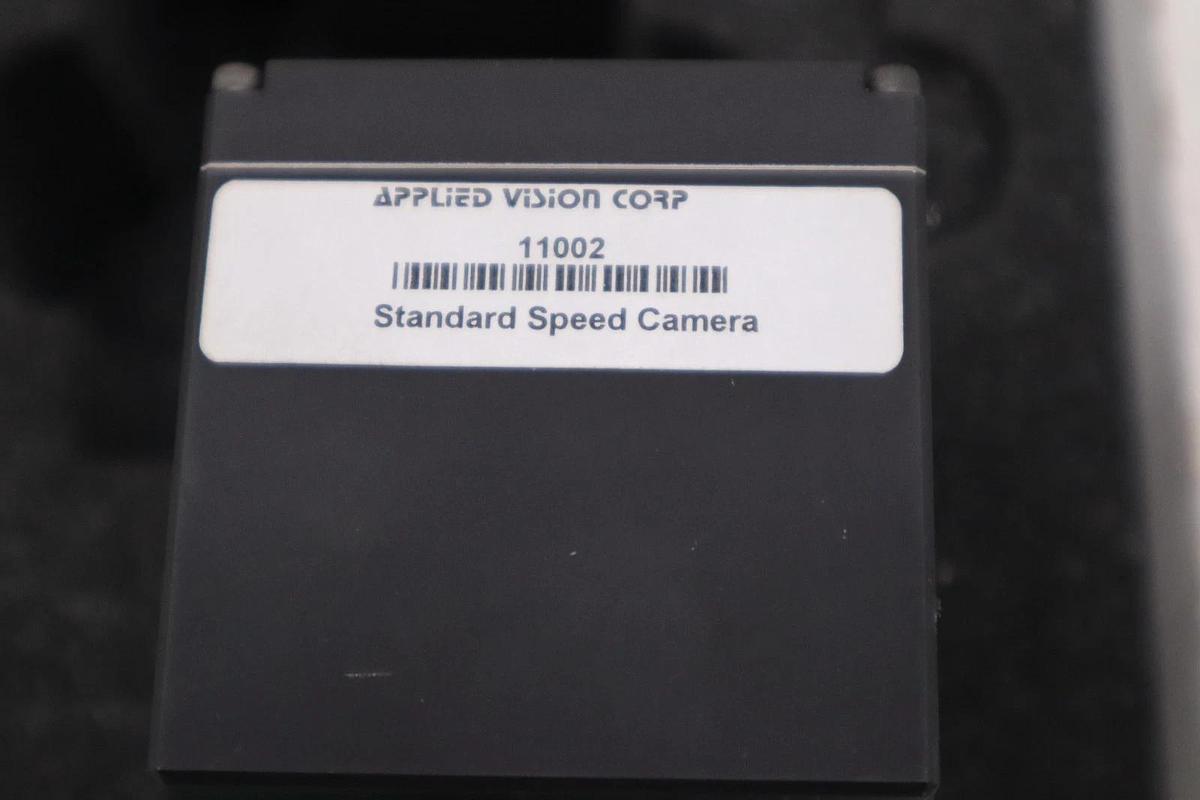 APPLiED ViSiON CORP
11002
Standard Speed Camera